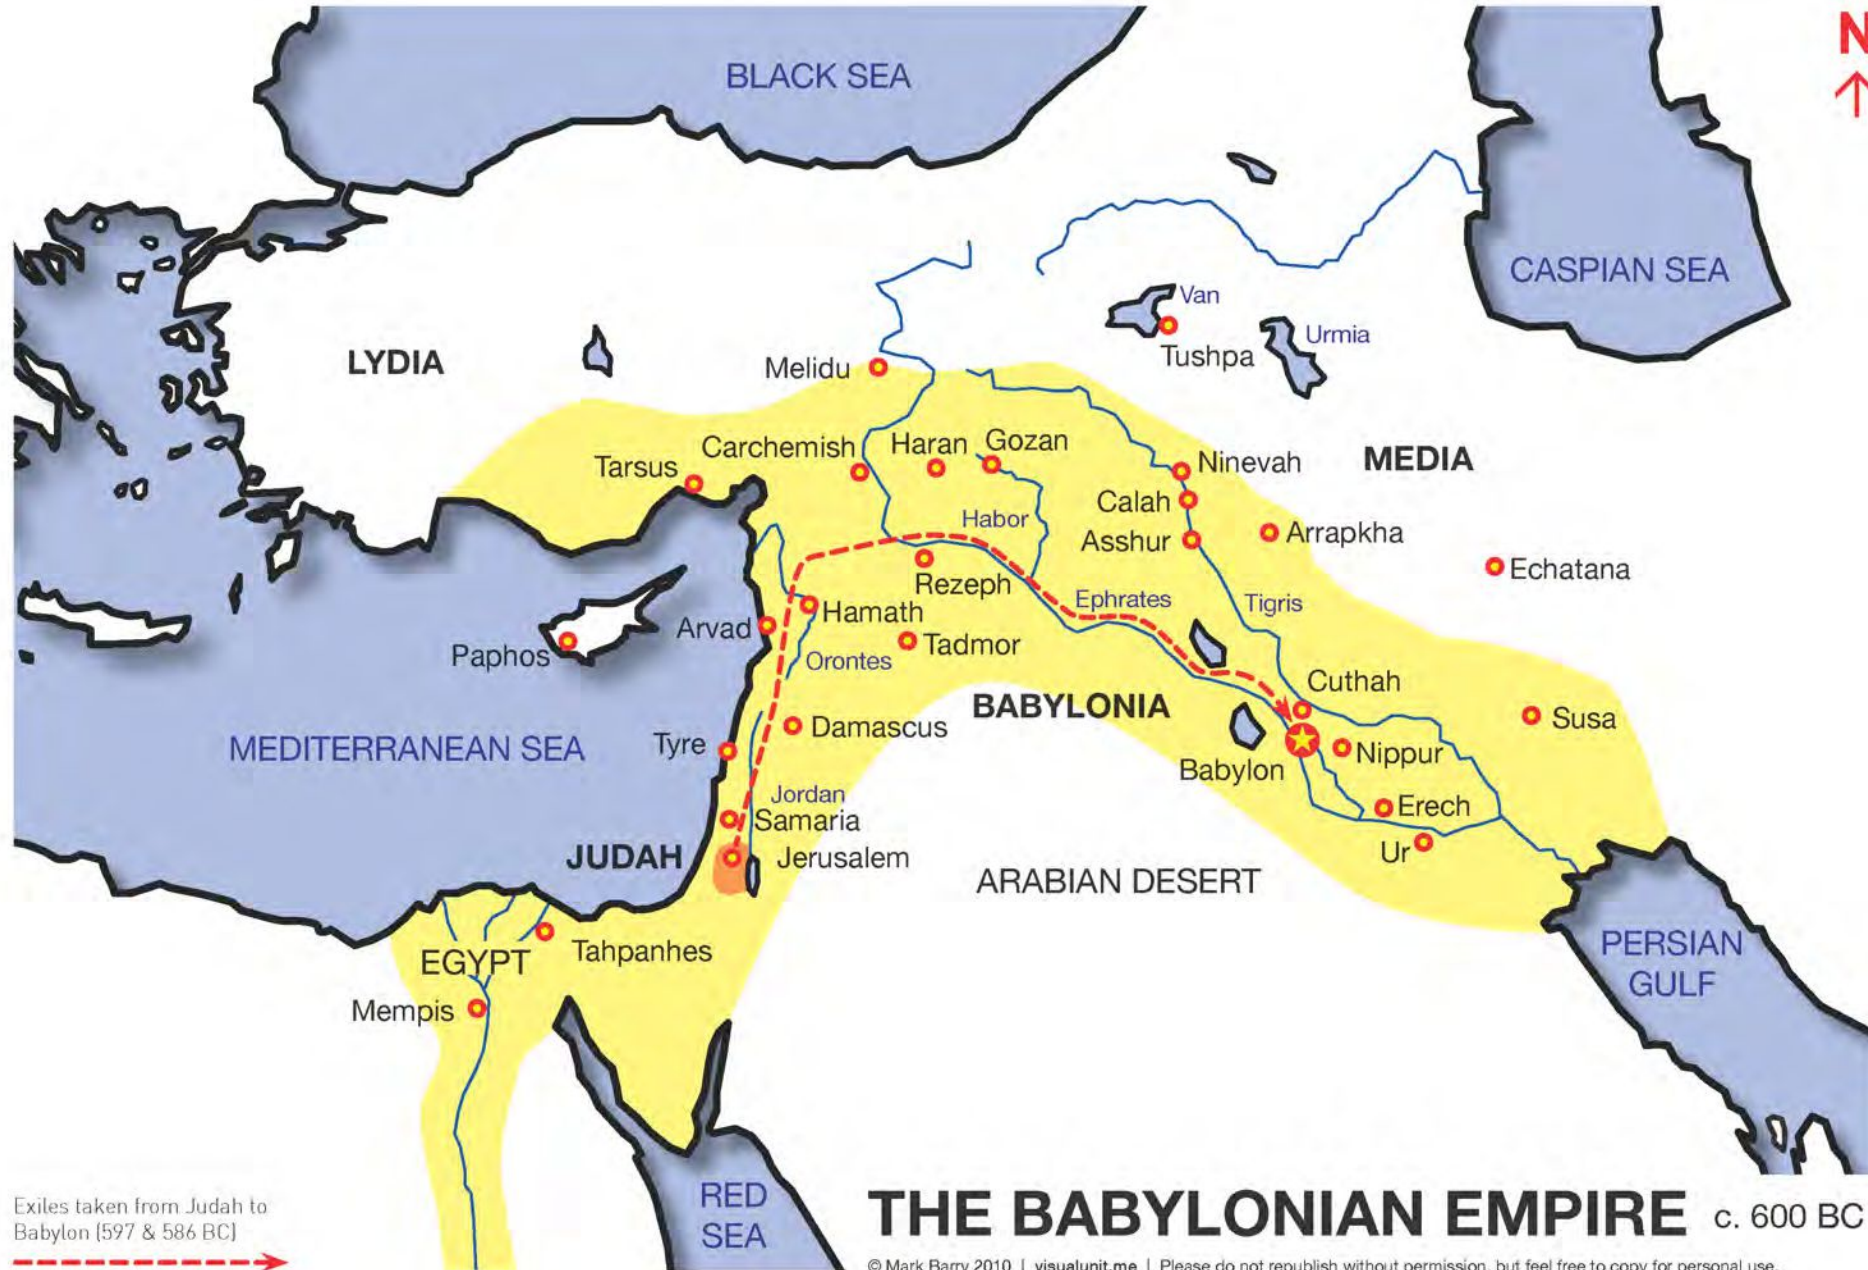 N
BLACK SEA
CASPIAN SEA
Van
Urmia
Tushpa
LYDIA
Melidu
Carchemish
Haran
Gozan
Tarsus
Ninevah
MEDIA
Calah
Habor
Asshur
Arrapkha
Echatana
Rezeph
Ephrates
Tigris
Hamath
Arvad
Paphos
Tadmor
Orontes
Cuthah
BABYLONIA
Susa
Damascus
MEDITERRANEAN SEA
Tyre
Nippur
Babylon
Jordan
Samaria
Erech
JUDAH
Jerusalem
Ur
ARABIAN DESERT
EGYPT
Tahpanhes
PERSIAN
GULF
Mempis
RED
SEA
Exiles taken from Judah to
Babylon (597 & 586 BC)
THE BABYLONIAN EMPIRE c. 600 BC
© Mark Barry 2010 | visualunit.me | Please do not republish without permission, but feel free to copy for personal use.